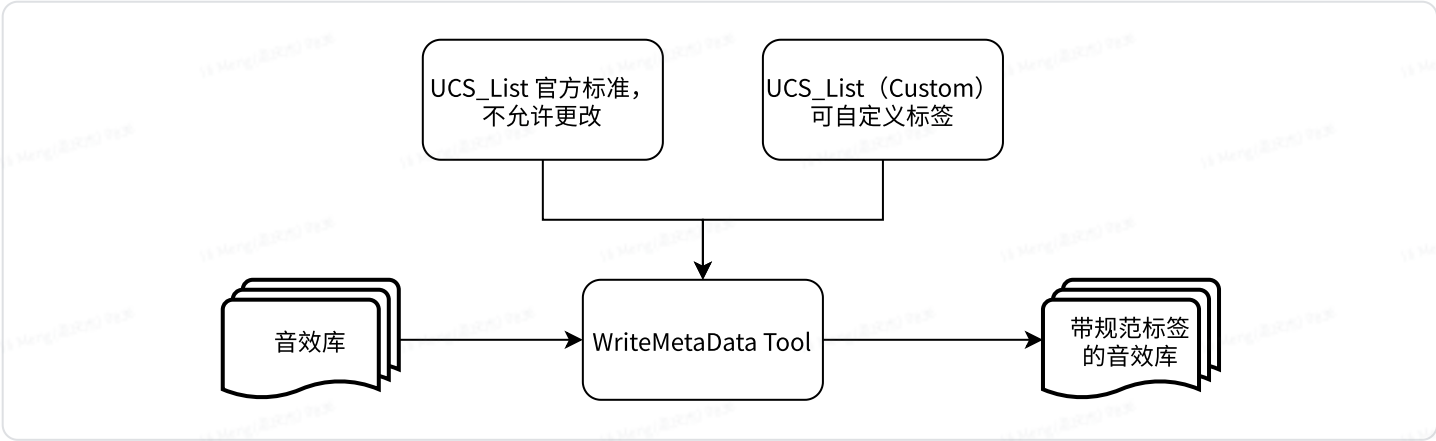 UCS_List 官方标准，
不允许更改
UCS_List（Custom）
可自定义标签
音效库
WriteMetaData Tool
带规范标签
的音效库